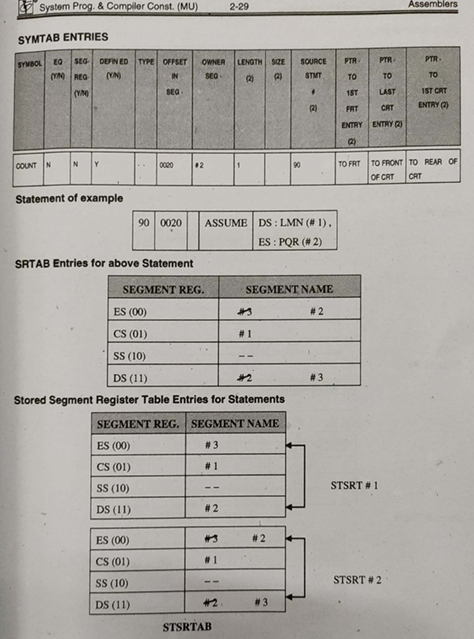 System Prog. & Compiler Const. (MU) 2-29 Assemblers
SYMTAB ENTRIES
SYMBOL EQ SEG- DEFINED TYPE OFFSET OWNER LENGTH SIZE SOURCE PTR- PTR- PTR-
(Y/N) REG (Y/N) IN SEG- (2) (2) STMT TO TO TO
(Y/N) SEG- # 1ST LAST 1ST CRT
(2) FRT CRT ENTRY (2)
ENTRY ENTRY (2)
(2)
COUNT N N Y -- 0020 #2 1 90 TO FRT TO FRONT TO REAR OF
OF CRT CRT
Statement of example
90 0020 ASSUME DS : LMN (# 1),
ES : PQR (# 2)
SRTAB Entries for above Statement
SEGMENT REG. SEGMENT NAME
ES (00) #3 # 2
CS (01) # 1
SS (10) --
DS (11) #2 # 3
Stored Segment Register Table Entries for Statements
SEGMENT REG. SEGMENT NAME
ES (00) # 3
CS (01) # 1
SS (10) --
STSRT # 1
DS (11) # 2
ES (00) #3 # 2
CS (01) # 1
SS (10) --
STSRT # 2
DS (11) #2 # 3
STSRTAB